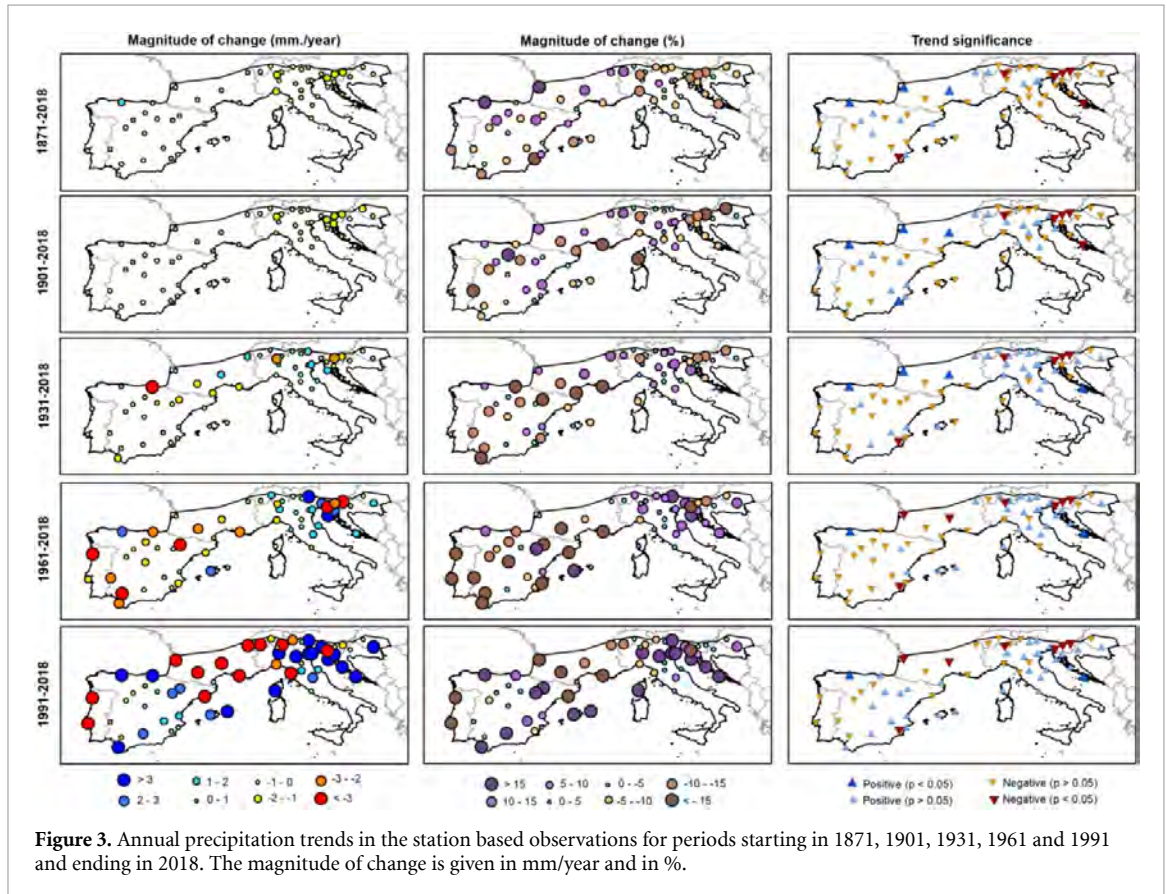 Magnitude of change (mm./year)
Magnitude of change (%)
Trend significance
1871-2018
1901-2018
1931-2018
1961-2018
1991-2018
> 3
1 - 2
-1 - 0
-3 - -2
2 - 3
0 - 1
-2 - -1
< -3
> 15
5 - 10
0 - -5
-10 - -15
10 - 15
0 - 5
-5 - -10
< - 15
Positive (p < 0.05)
Negative (p > 0.05)
Positive (p > 0.05)
Negative (p < 0.05)
Figure 3. Annual precipitation trends in the station based observations for periods starting in 1871, 1901, 1931, 1961 and 1991
and ending in 2018. The magnitude of change is given in mm/year and in %.